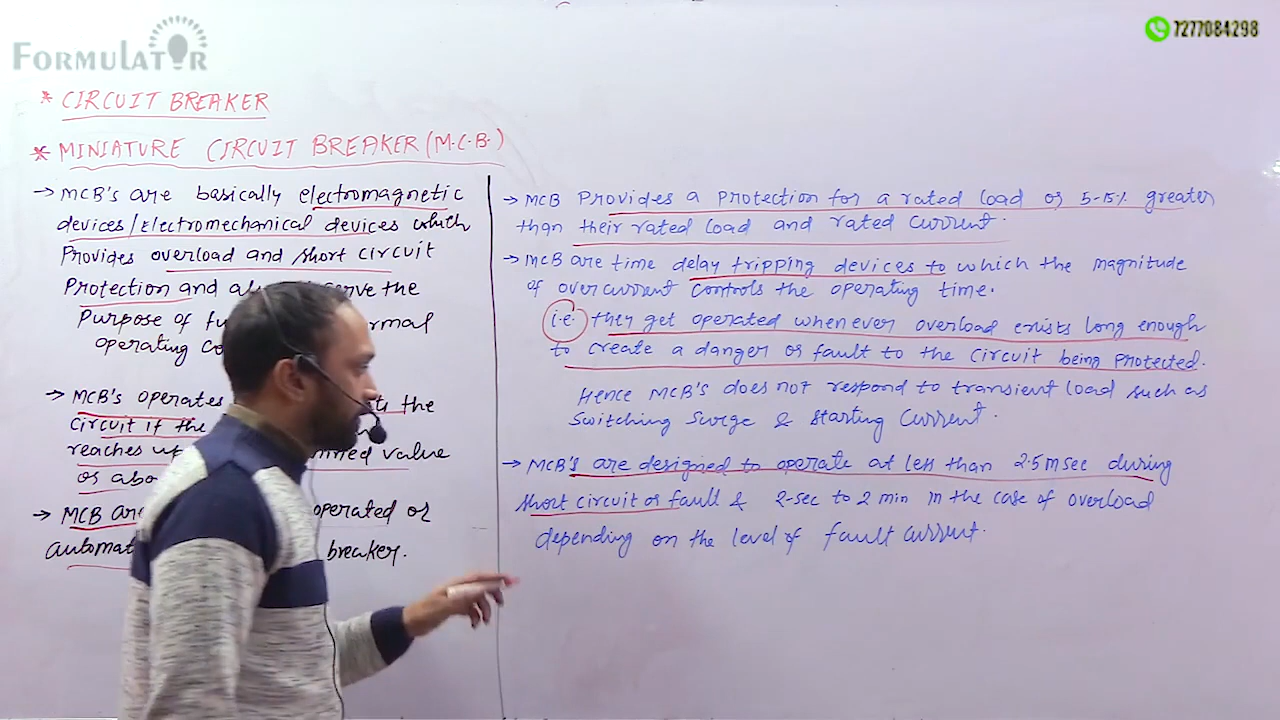 FORMULATOR
7277084298
* CIRCUIT BREAKER
* MINIATURE CIRCUIT BREAKER (M.C.B.)
→ MCB's are basically electromagnetic
devices/Electromechanical devices which
Provides overload and short circuit
Protection and also serve the
Purpose of
operating
→ MCB's operates the
circuit if the
reaches value
or
→ MCB are operated or
breaker.
→ MCB Provides a Protection for a rated load or 5-15% greater
than their rated load and rated current.
→ MCB are time delay tripping devices to which the magnitude
of overcurrent controls the operating time.
i.e. they get operated whenever overload exists long enough
to create a danger or fault to the circuit being protected.
Hence MCB's does not respond to transient load such as
Switching Surge & starting Current.
→ MCB's are designed to operate at less than 2.5msec during
short circuit or fault & 2-sec to 2 min in the case of overload
depending on the level of fault current.